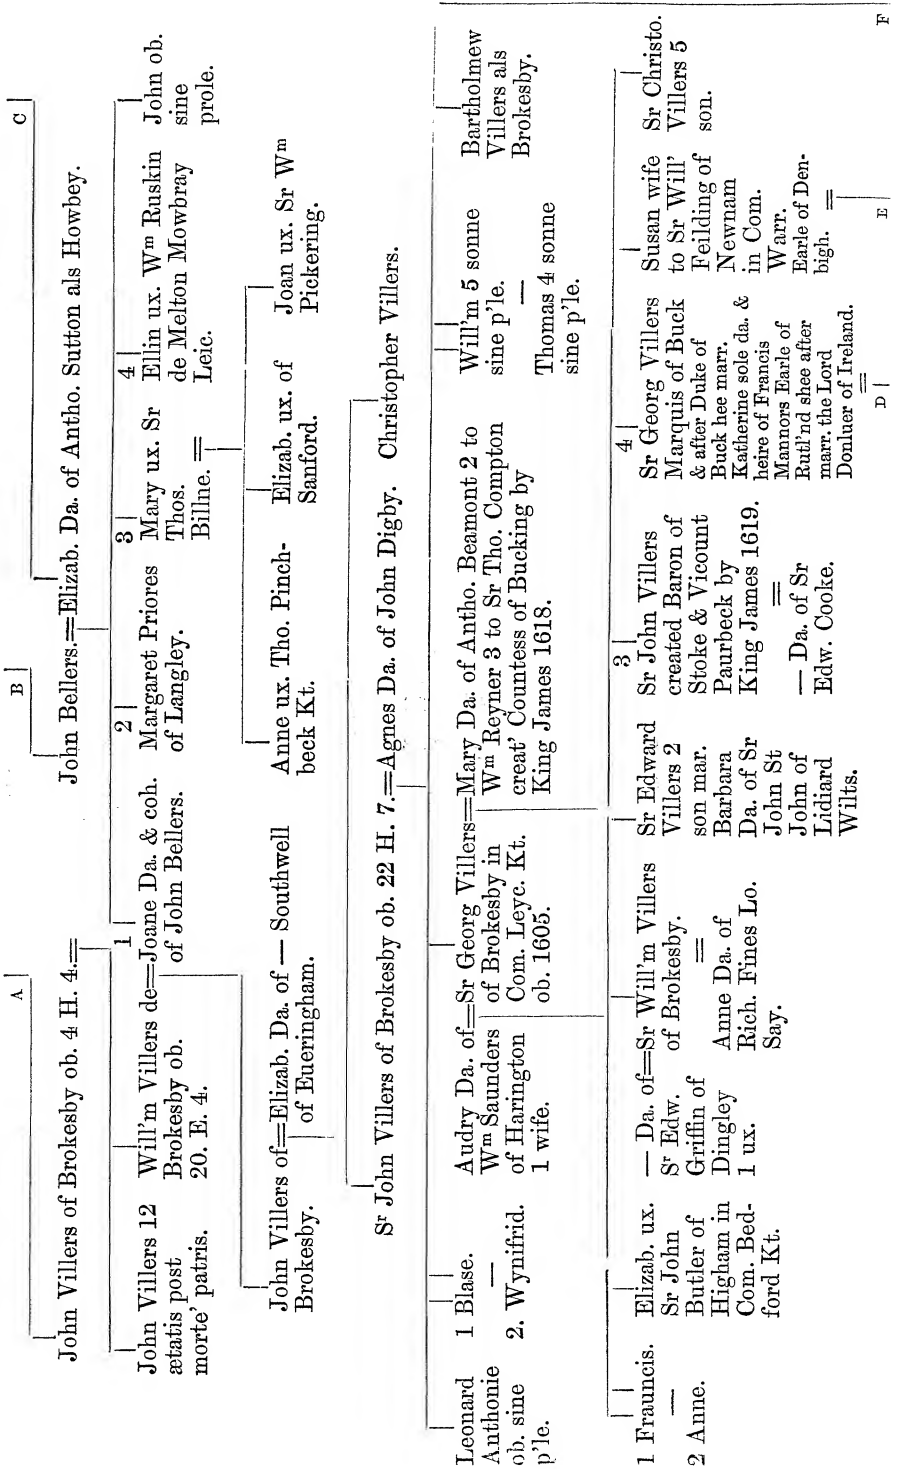 A
B
C
John Villers of Brokesby ob. 4 H. 4.=
John Bellers.=Elizab. Da. of Antho. Sutton als Howbey.
John Villers 12
ætatis post
morte' patris.
Will'm Villers de=Joane Da. & coh.
Brokesby ob.
20. E. 4.
1
of John Bellers.
2
Margaret Priores
of Langley.
3
Mary ux. Sr
Thos.
Billne. =
4
Ellin ux. Wm Ruskin
de Melton Mowbray
Leic.
John ob.
sine
prole.
John Villers of=Elizab. Da. of — Southwell
Brokesby.
of Eueringham.
Anne ux. Tho. Pinch-
beck Kt.
Elizab. ux. of
Sanford.
Joan ux. Sr Wm
Pickering.
Sr John Villers of Brokesby ob. 22 H. 7.=Agnes Da. of John Digby.
Christopher Villers.
Leonard
Anthonie
ob. sine
p'le.
1 Blase.
—
2. Wynifrid.
Audry Da. of=Sr Georg Villers=Mary Da. of Antho. Beamont 2 to
Wm Saunders
of Harington
1 wife.
of Brokesby in
Com. Leyc. Kt.
ob. 1605.
Wm Reyner 3 to Sr Tho. Compton
creat' Countess of Bucking by
King James 1618.
Will'm 5 sonne
sine p'le.
—
Thomas 4 sonne
sine p'le.
Bartholmew
Villers als
Brokesby.
1 Frauncis.
—
2 Anne.
Elizab. ux.
Sr John
Butler of
Higham in
Com. Bed-
ford Kt.
— Da. of=Sr Will'm Villers
Sr Edw.
Griffin of
Dingley
1 ux.
of Brokesby.
=
Anne Da. of
Rich. Fines Lo.
Say.
Sr Edward
Villers 2
son mar.
Barbara
Da. of Sr
John St
John of
Lidiard
Wilts.
3
Sr John Villers
created Baron of
Stoke & Vicount
Paurbeck by
King James 1619.
=
— Da. of Sr
Edw. Cooke.
4
Sr Georg Villers
Marquis of Buck
& after Duke of
Buck hee marr.
Katherine sole da. &
heire of Francis
Mannors Earle of
Rutl'nd shee after
marr. the Lord
Donluer of Ireland.
=
D
Susan wife
to Sr Will'
Feilding of
Newnam
in Com.
Warr.
Earle of Den-
bigh. =
E
Sr Christo.
Villers 5
son.
F